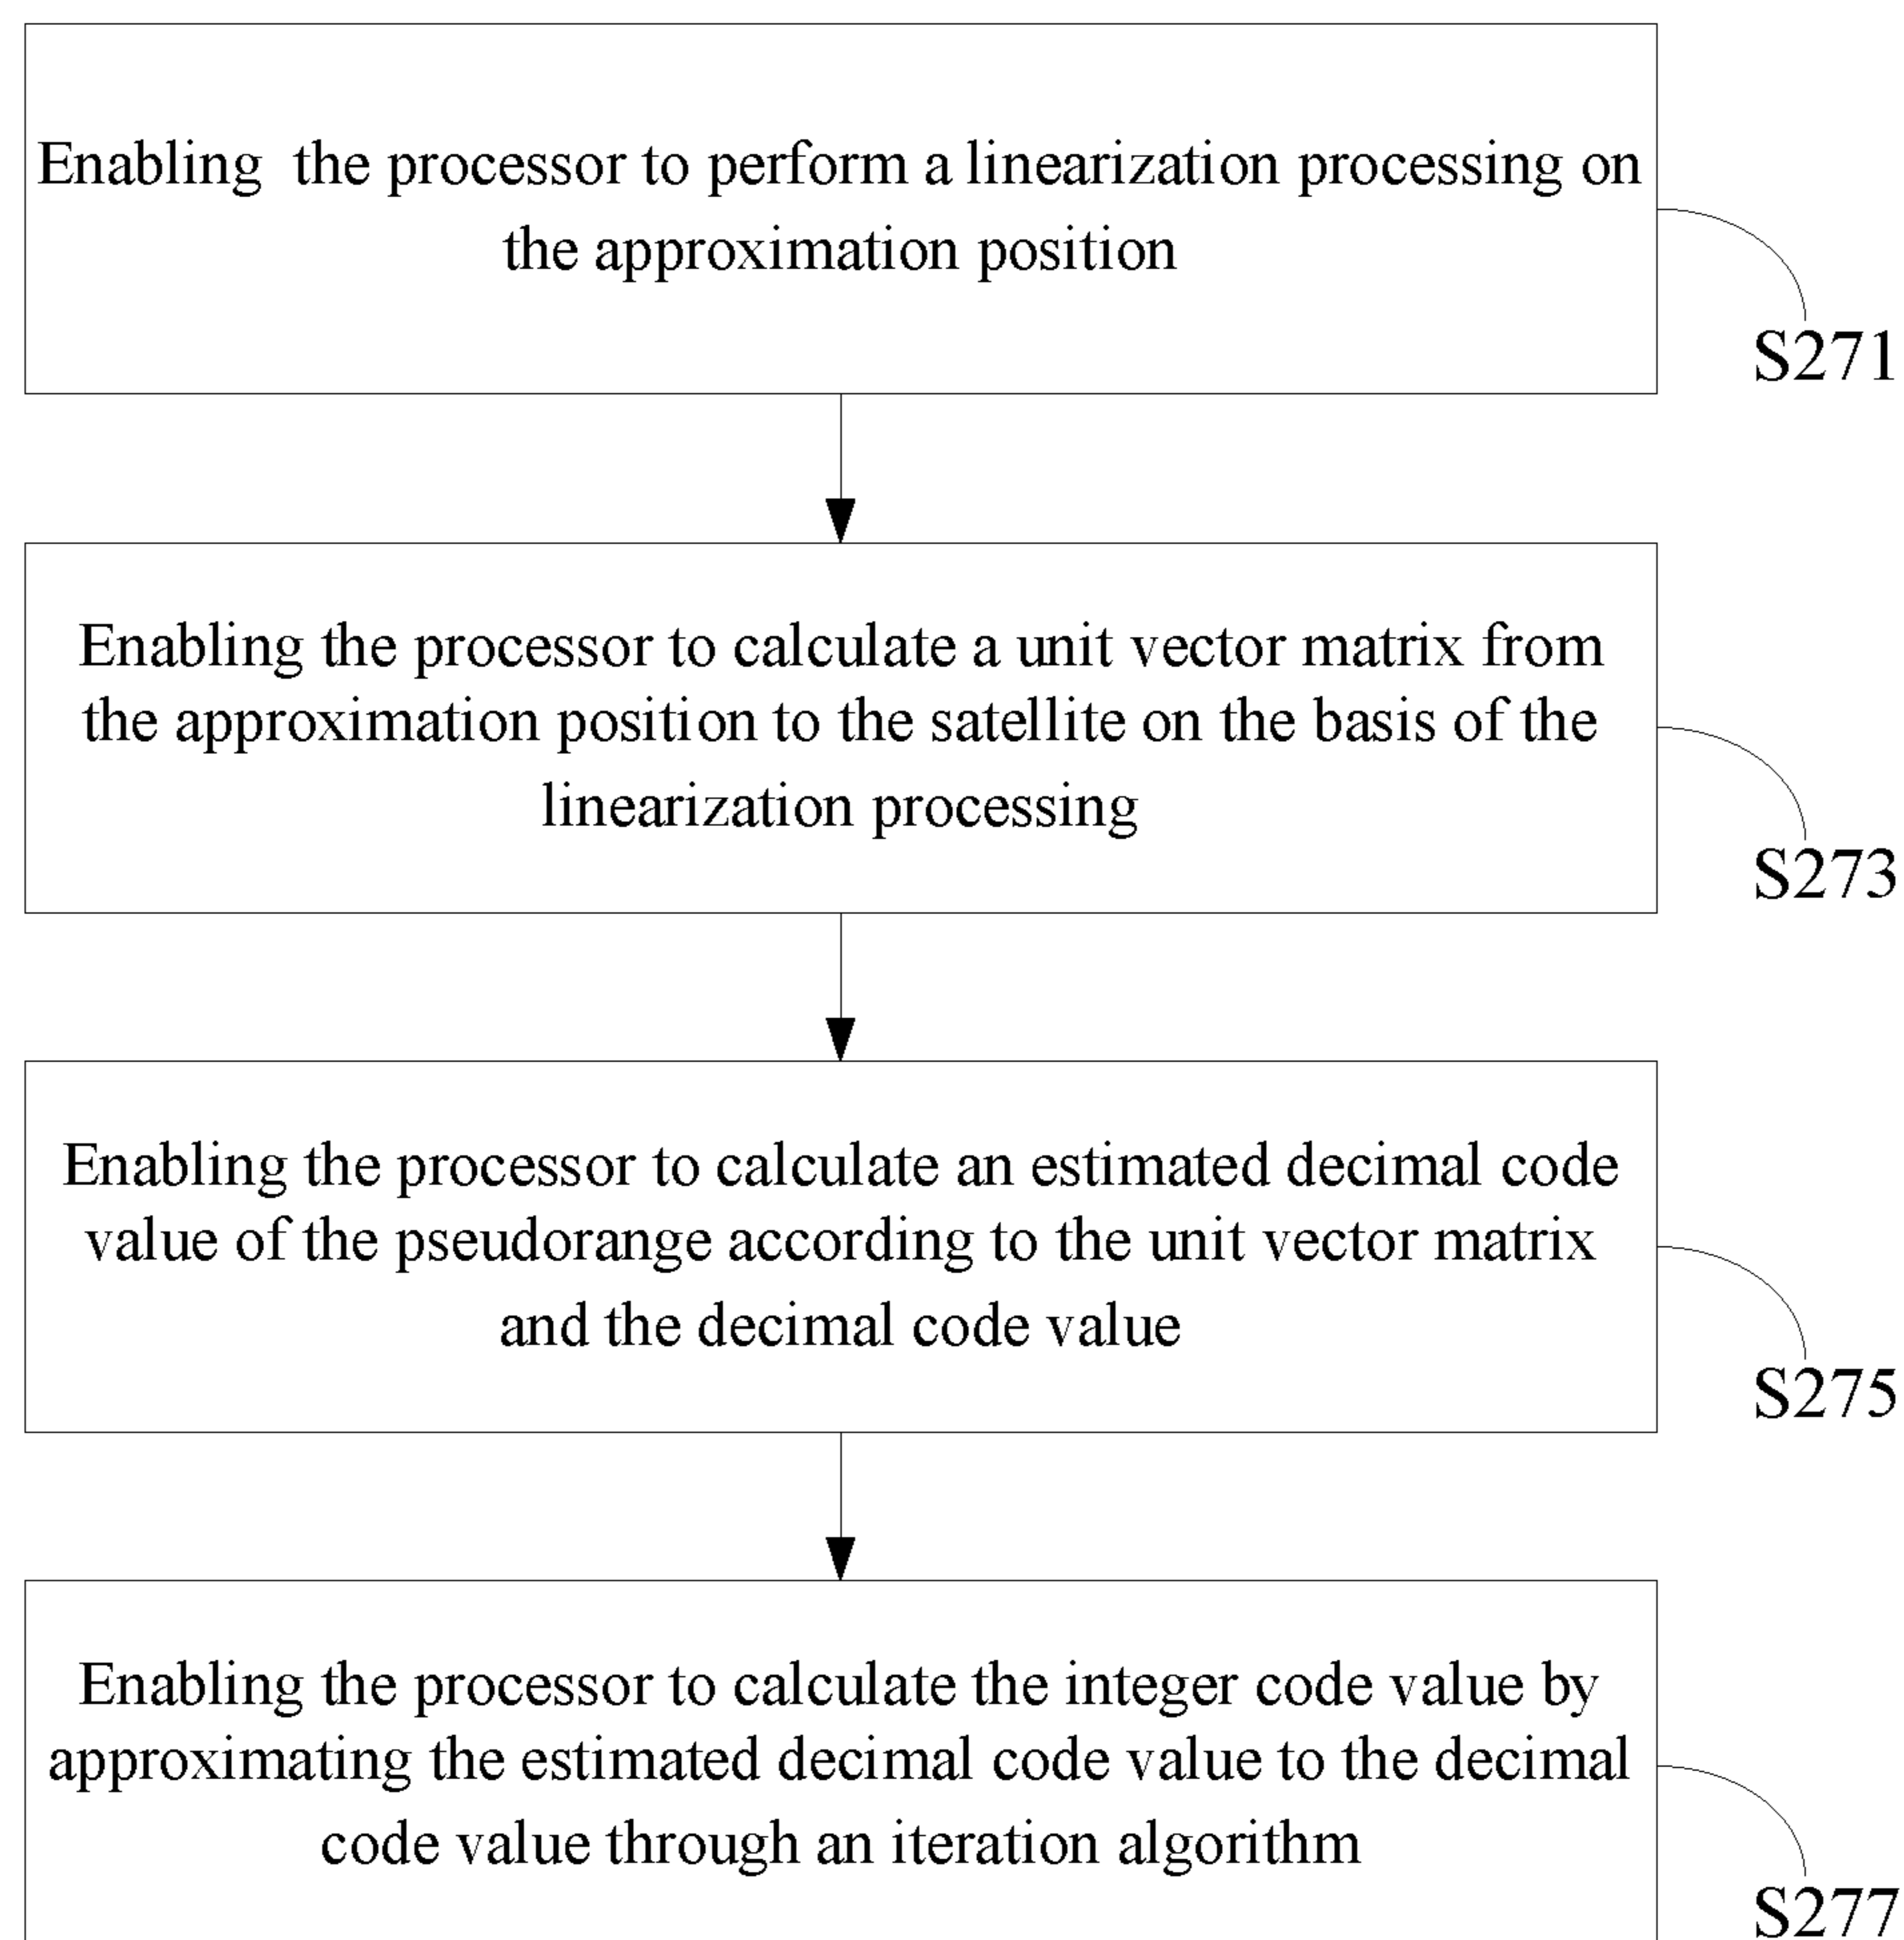 Enabling the processor to perform a linearization processing on
the approximation position
S271
Enabling the processor to calculate a unit vector matrix from
the approximation position to the satellite on the basis of the
linearization processing
S273
Enabling the processor to calculate an estimated decimal code
value of the pseudorange according to the unit vector matrix
and the decimal code value
S275
Enabling the processor to calculate the integer code value by
approximating the estimated decimal code value to the decimal
code value through an iteration algorithm
S277